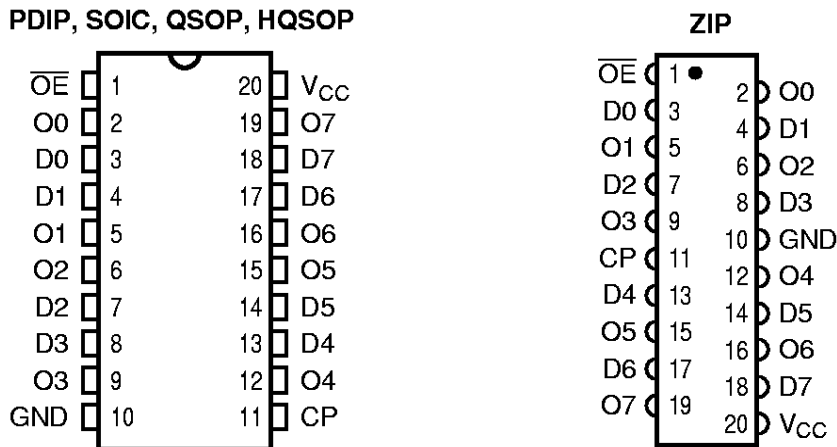 PDIP, SOIC, QSOP, HQSOP
OE 1 20 VCC
O0 2 19 O7
D0 3 18 D7
D1 4 17 D6
O1 5 16 O6
O2 6 15 O5
D2 7 14 D5
D3 8 13 D4
O3 9 12 O4
GND 10 11 CP
ZIP
OE 1
2 O0
D0 3
4 D1
O1 5
6 O2
D2 7
8 D3
O3 9
10 GND
CP 11
12 O4
D4 13
14 D5
O5 15
16 O6
D6 17
18 D7
O7 19
20 VCC